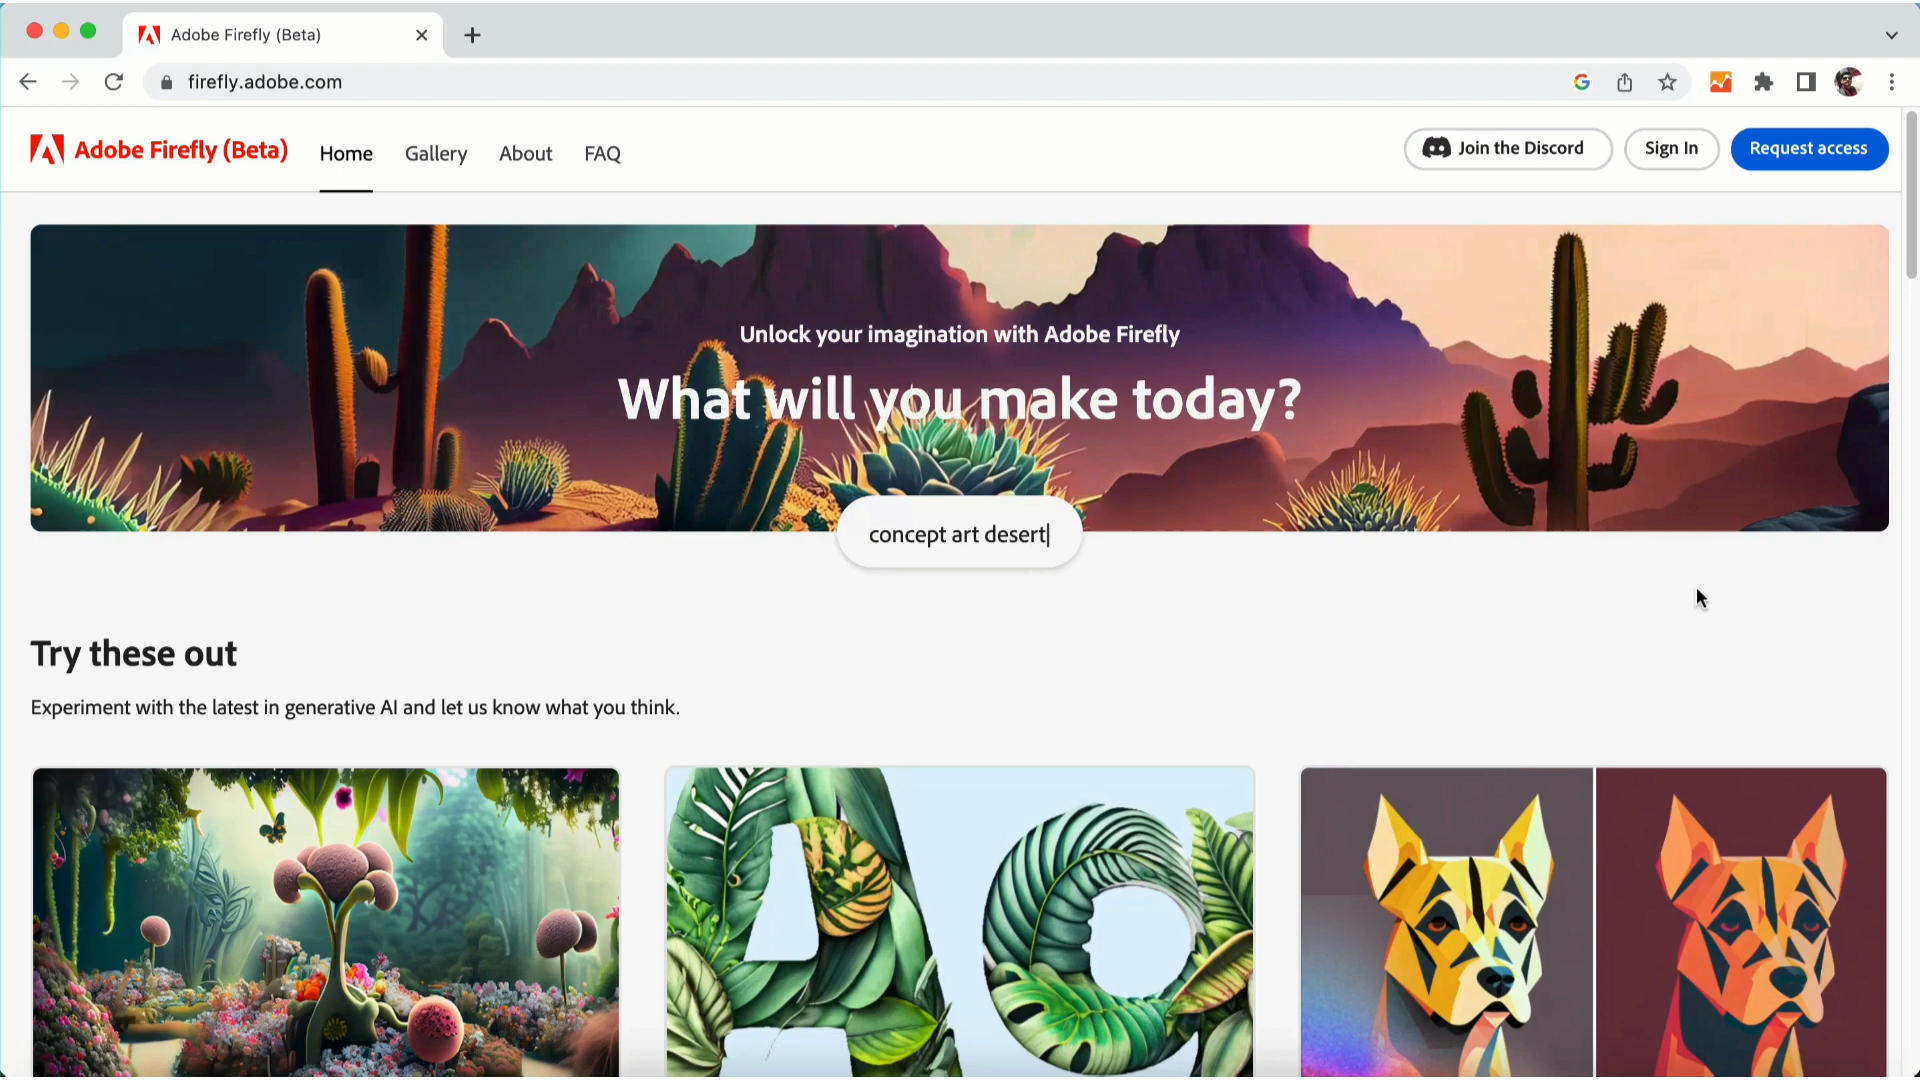 Adobe Firefly (Beta)
firefly.adobe.com
Adobe Firefly (Beta)
Home
Gallery
About
FAQ
Join the Discord
Sign In
Request access
Unlock your imagination with Adobe Firefly
What will you make today?
concept art desert
Try these out
Experiment with the latest in generative AI and let us know what you think.